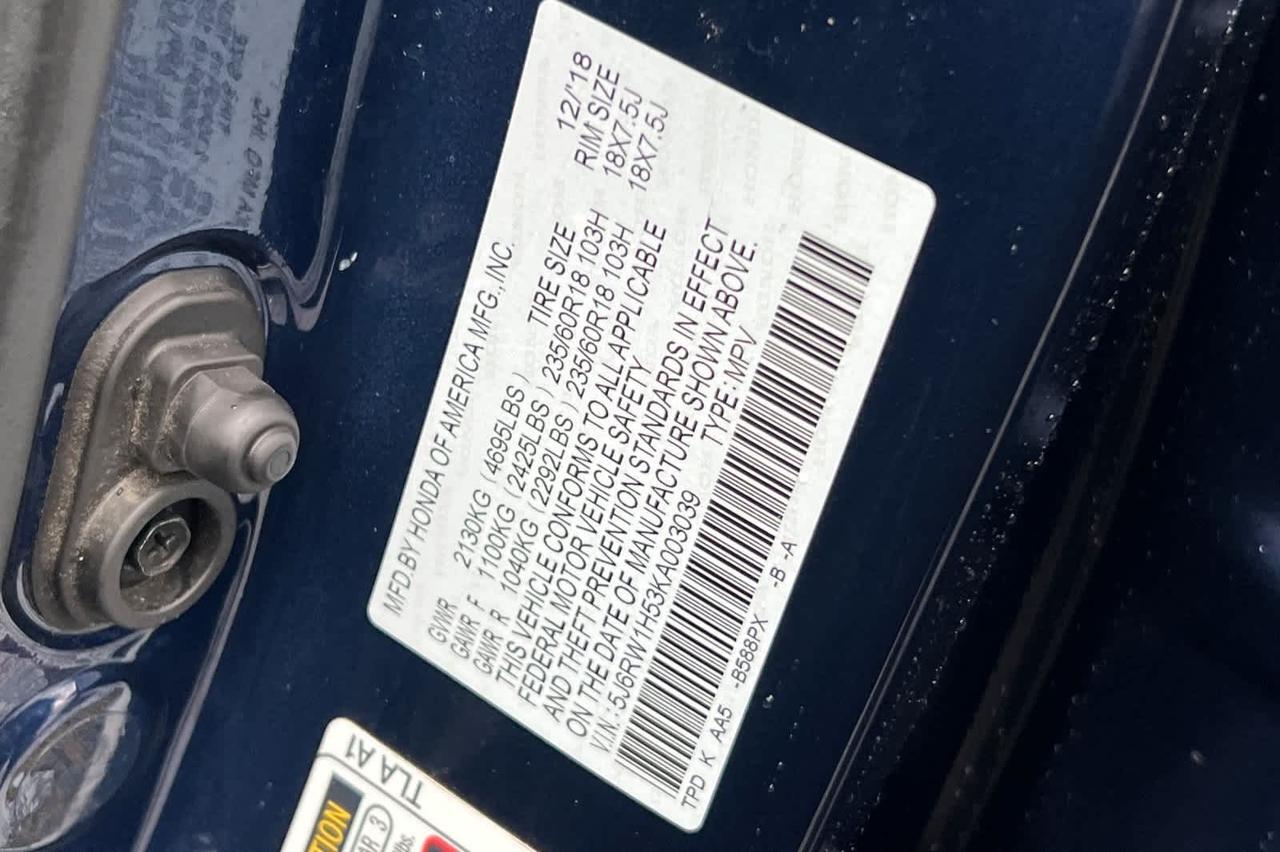 MFD.BY HONDA OF AMERICA MFG.,INC. 12/'18
GVWR 2130KG (4695LBS) TIRE SIZE RIM SIZE
GAWR F 1100KG (2425LBS) 235/60R18 103H 18X7.5J
GAWR R 1040KG (2292LBS) 235/60R18 103H 18X7.5J
THIS VEHICLE CONFORMS TO ALL APPLICABLE
FEDERAL MOTOR VEHICLE SAFETY
AND THEFT PREVENTION STANDARDS IN EFFECT
ON THE DATE OF MANUFACTURE SHOWN ABOVE.
V.I.N: 5J6RW1H53KA003039 TYPE: MPV
TPD K AA5 -B588PX -B -A
TLA A1